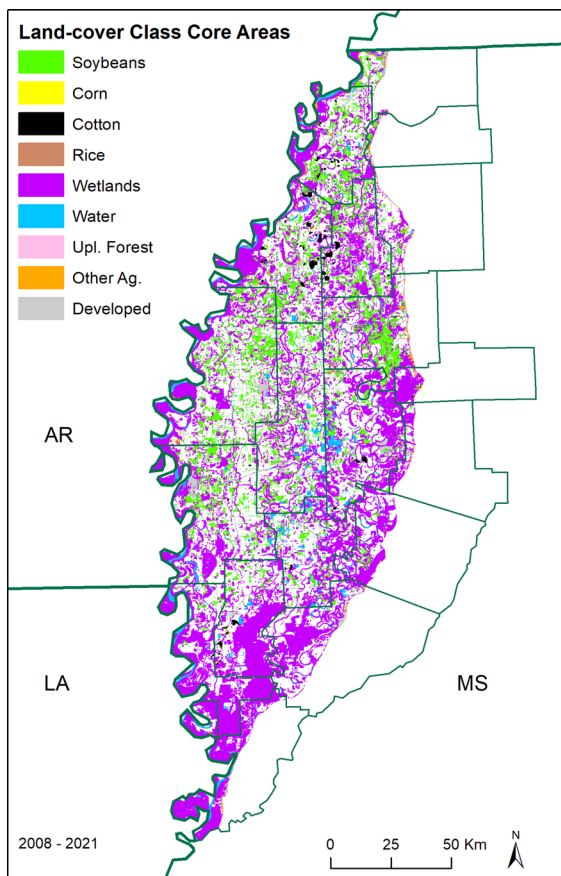 Land-cover Class Core Areas
Soybeans
Corn
Cotton
Rice
Wetlands
Water
Upl. Forest
Other Ag.
Developed
AR
LA
MS
2008 - 2021
0 25 50 Km
N